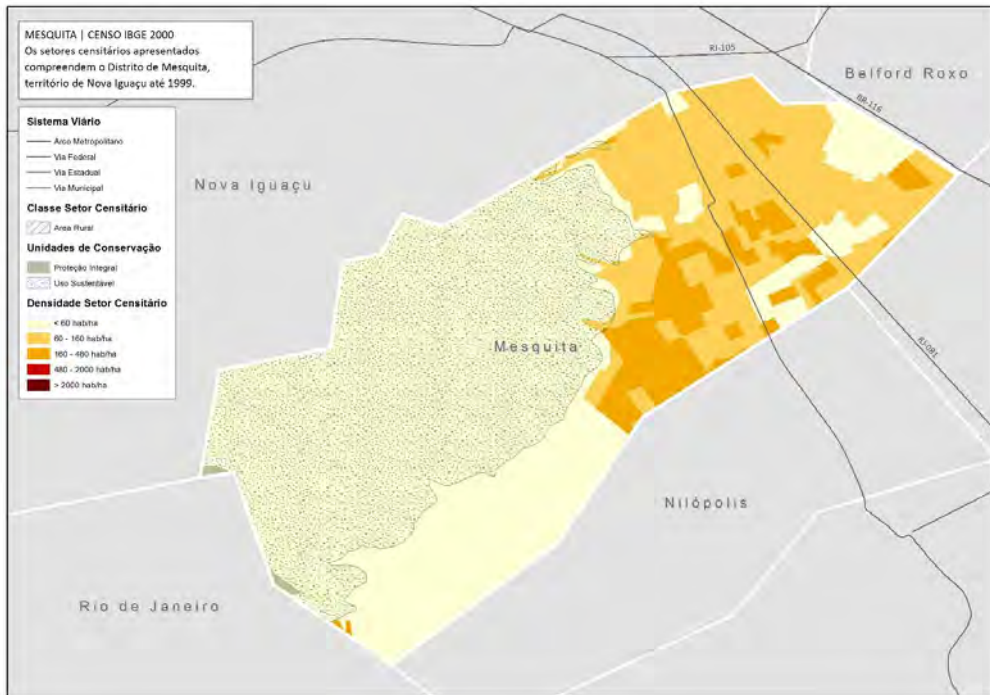 MESQUITA | CENSO IBGE 2000
Os setores censitários apresentados
compreendem o Distrito de Mesquita,
território de Nova Iguaçu até 1999.
Sistema Viário
Arco Metropolitano
Via Federal
Via Estadual
Via Municipal
Classe Setor Censitário
Área Rural
Unidades de Conservação
Proteção Integral
Uso Sustentável
Densidade Setor Censitário
< 60 hab/ha
60 - 160 hab/ha
160 - 480 hab/ha
480 - 2000 hab/ha
> 2000 hab/ha
RJ-105
Belford Roxo
BR-116
Nova Iguaçu
Mesquita
RJ-081
Nilópolis
Rio de Janeiro